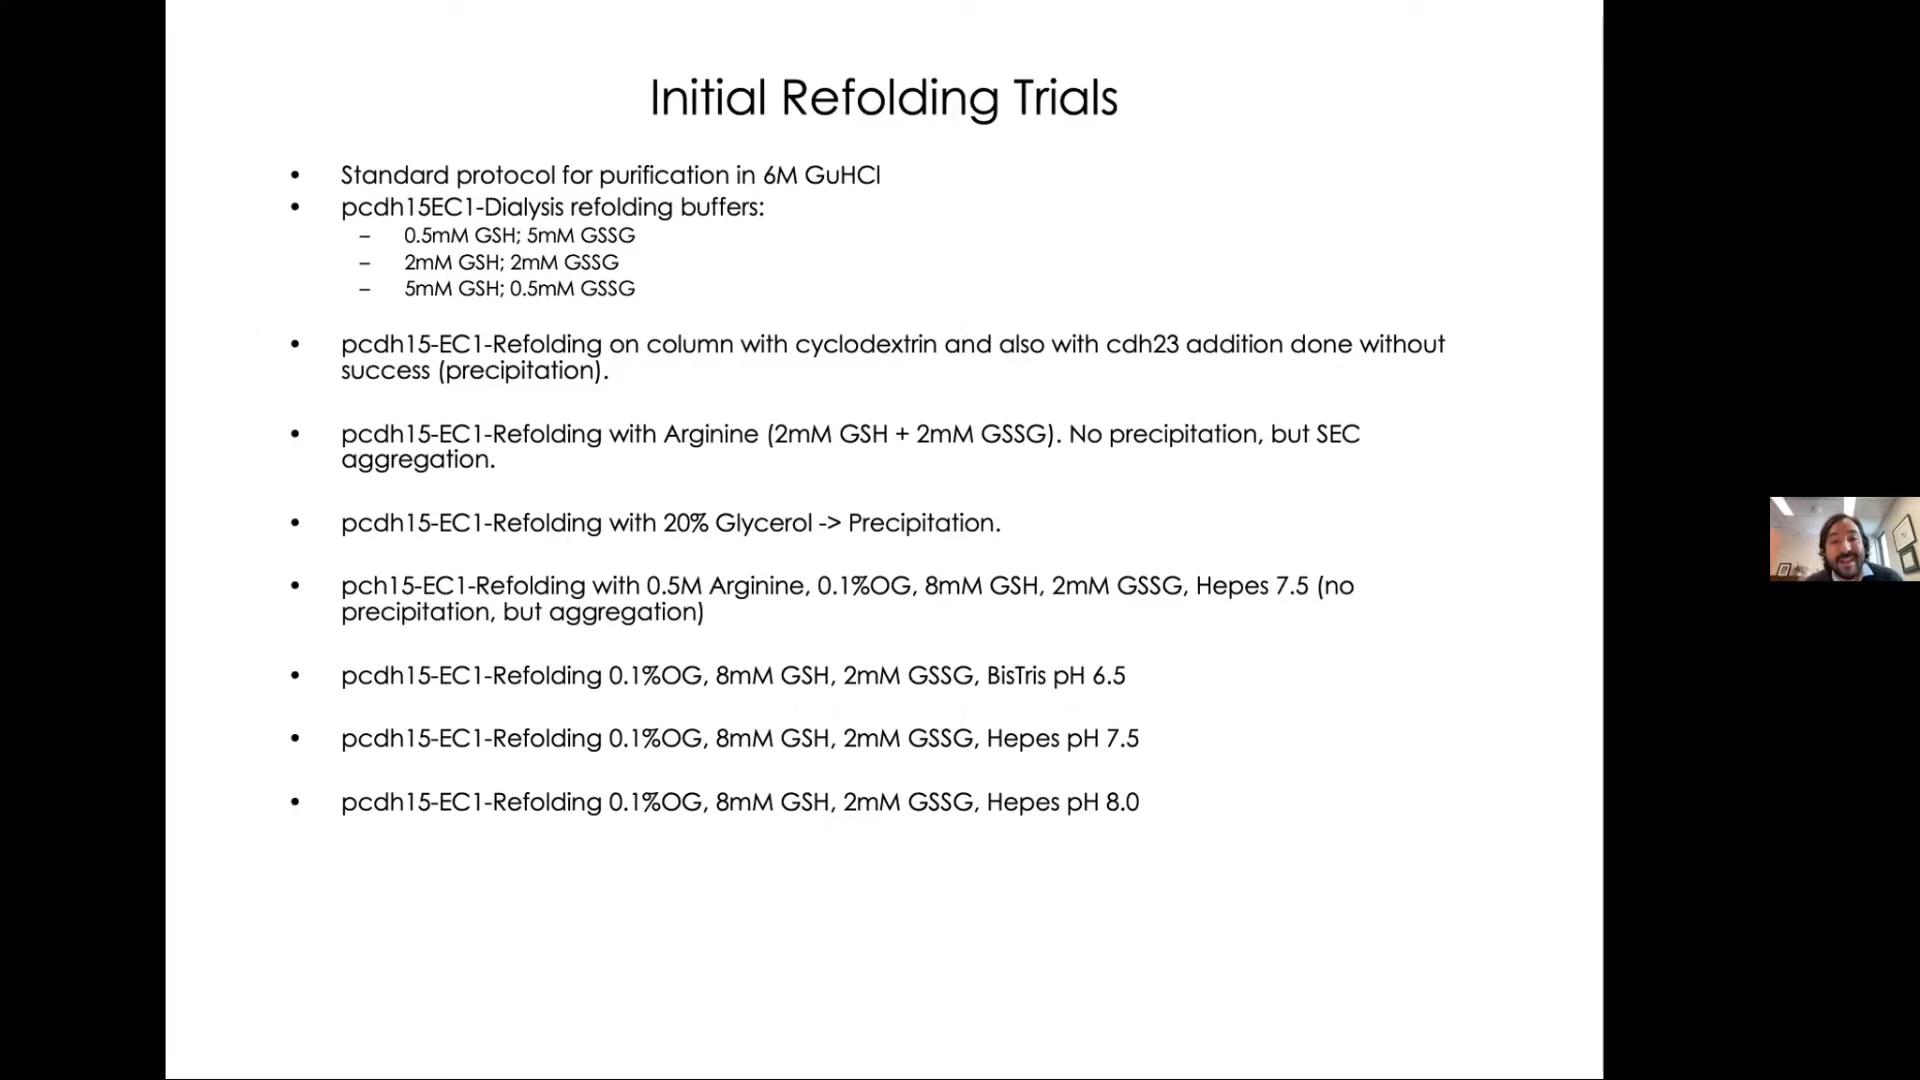 Initial Refolding Trials
• Standard protocol for purification in 6M GuHCl
• pcdh15EC1-Dialysis refolding buffers:
– 0.5mM GSH; 5mM GSSG
– 2mM GSH; 2mM GSSG
– 5mM GSH; 0.5mM GSSG
• pcdh15-EC1-Refolding on column with cyclodextrin and also with cdh23 addition done without
success (precipitation).
• pcdh15-EC1-Refolding with Arginine (2mM GSH + 2mM GSSG). No precipitation, but SEC
aggregation.
• pcdh15-EC1-Refolding with 20% Glycerol -> Precipitation.
• pch15-EC1-Refolding with 0.5M Arginine, 0.1%OG, 8mM GSH, 2mM GSSG, Hepes 7.5 (no
precipitation, but aggregation)
• pcdh15-EC1-Refolding 0.1%OG, 8mM GSH, 2mM GSSG, BisTris pH 6.5
• pcdh15-EC1-Refolding 0.1%OG, 8mM GSH, 2mM GSSG, Hepes pH 7.5
• pcdh15-EC1-Refolding 0.1%OG, 8mM GSH, 2mM GSSG, Hepes pH 8.0